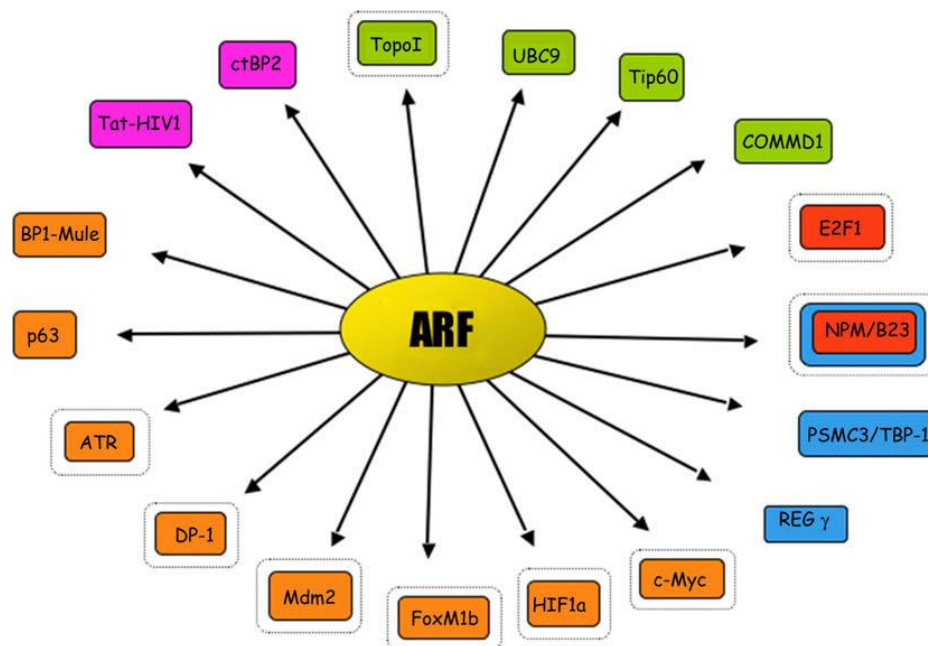 TopoI
UBC9
ctBP2
Tip60
Tat-HIV1
COMMD1
E2F1
BP1-Mule
ARF
NPM/B23
p63
PSMC3/TBP-1
ATR
REG γ
DP-1
c-Myc
Mdm2
HIF1a
FoxM1b